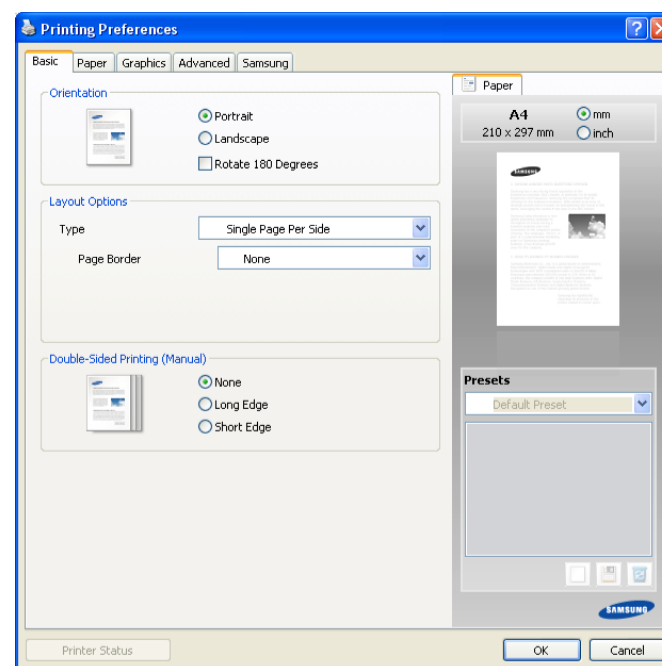 Printing Preferences
Basic Paper Graphics Advanced Samsung
Orientation
Portrait
Landscape
Rotate 180 Degrees
Layout Options
Type Single Page Per Side
Page Border None
Double-Sided Printing (Manual)
None
Long Edge
Short Edge
Paper
A4 mm
210 x 297 mm inch
SAMSUNG
Presets
Default Preset
SAMSUNG
Printer Status OK Cancel